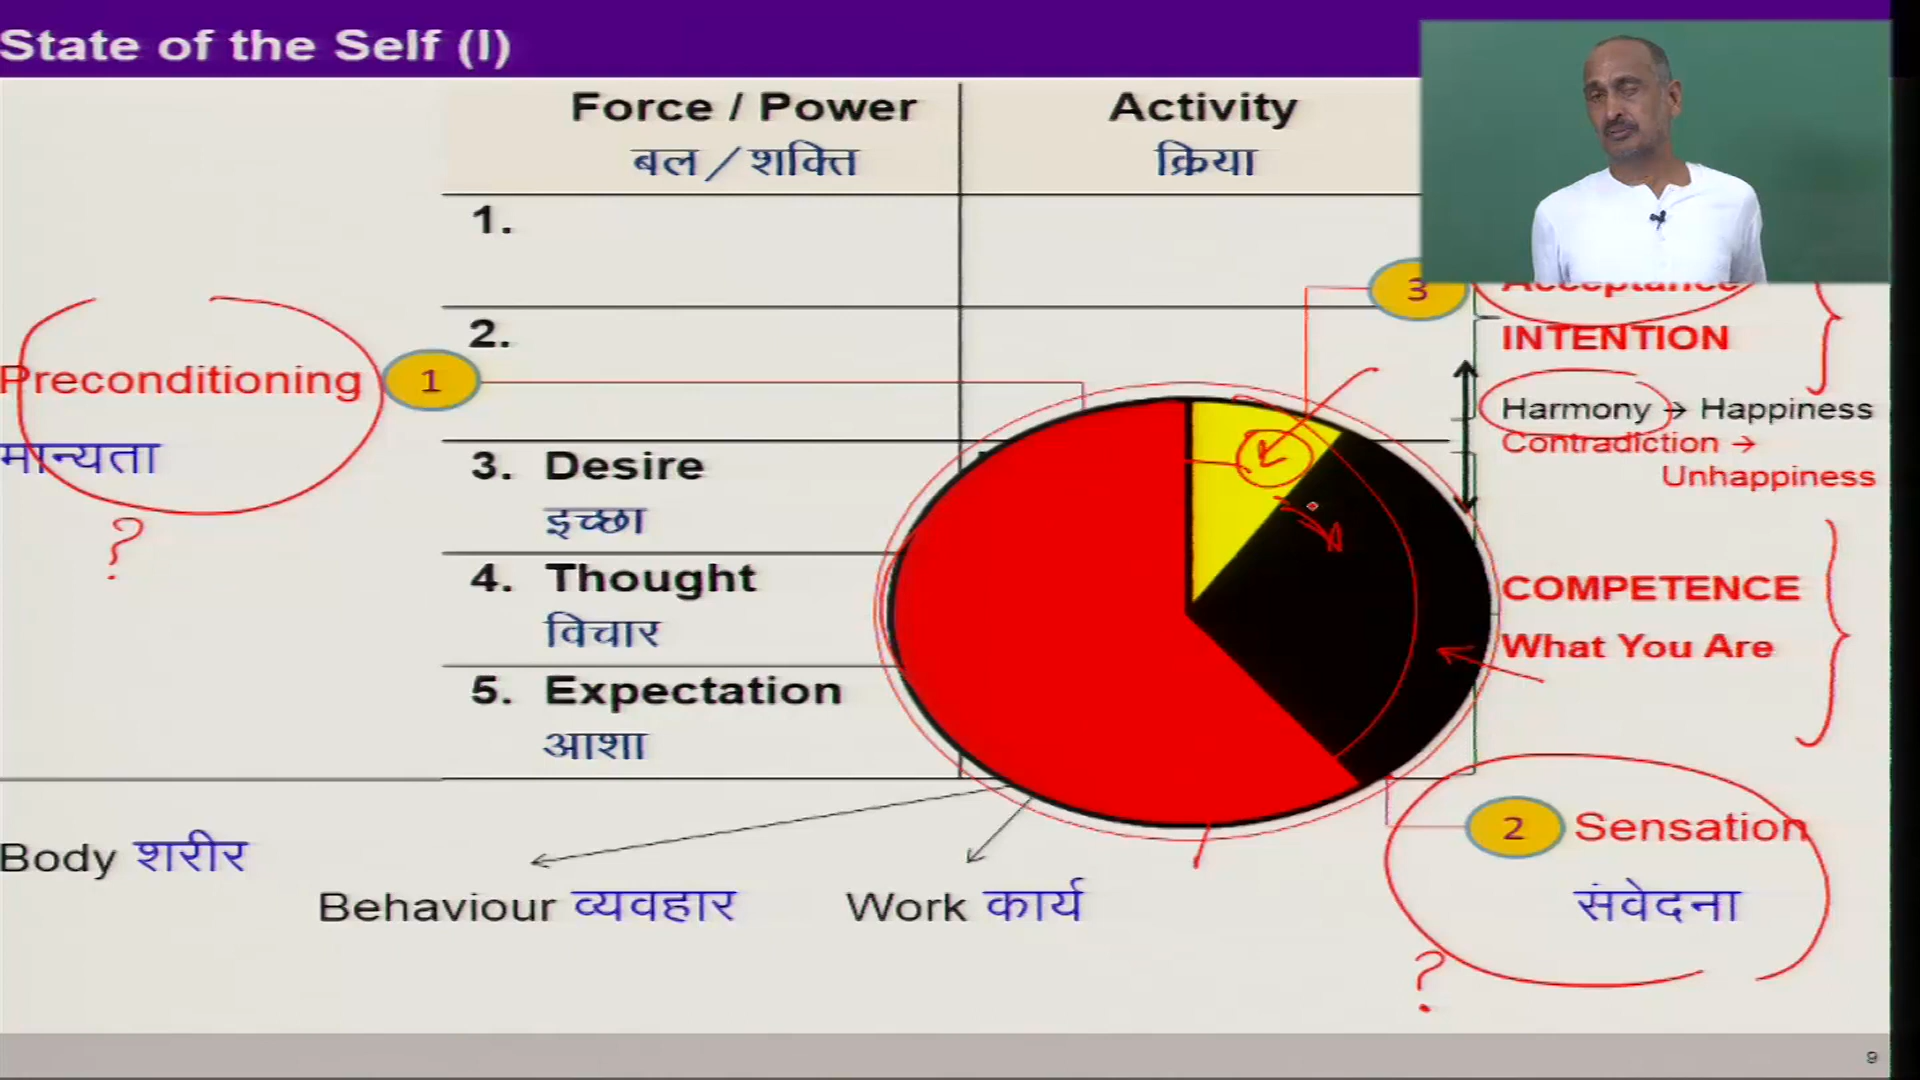 State of the Self (I)
Force / Power
Activity
बल / शक्ति
क्रिया
1.
3
Acceptance
2.
INTENTION
Preconditioning
1
Harmony → Happiness
मान्यता
Contradiction →
Unhappiness
3. Desire
इच्छा
?
4. Thought
विचार
COMPETENCE
What You Are
5. Expectation
आशा
2 Sensation
संवेदना
Body शरीर
Behaviour व्यवहार
Work कार्य
?
9